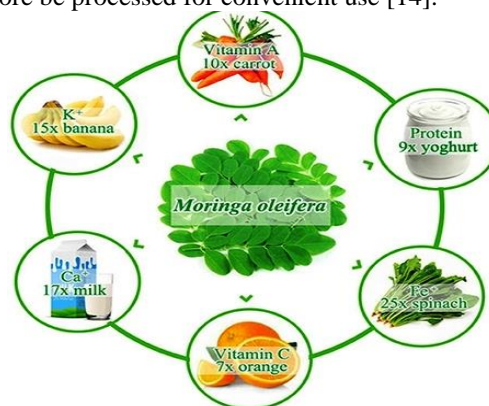 ore be processed for convenient use [14].
Vitamin A
10x carrot
K⁺
15x banana
Protein
9x yoghurt
Moringa oleifera
Ca⁺
17x milk
Fe⁺
25x spinach
Vitamin C
7x orange